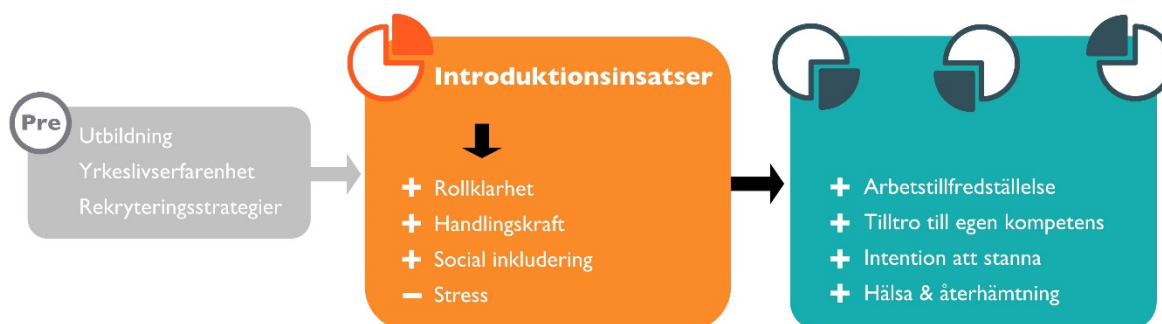 Pre
Utbildning
Yrkeslivserfarenhet
Rekryteringsstrategier
Introduktionsinsatser
+ Rollklarhet
+ Handlingskraft
+ Social inkludering
− Stress
+ Arbetstillfredställelse
+ Tilltro till egen kompetens
+ Intention att stanna
+ Hälsa & återhämtning